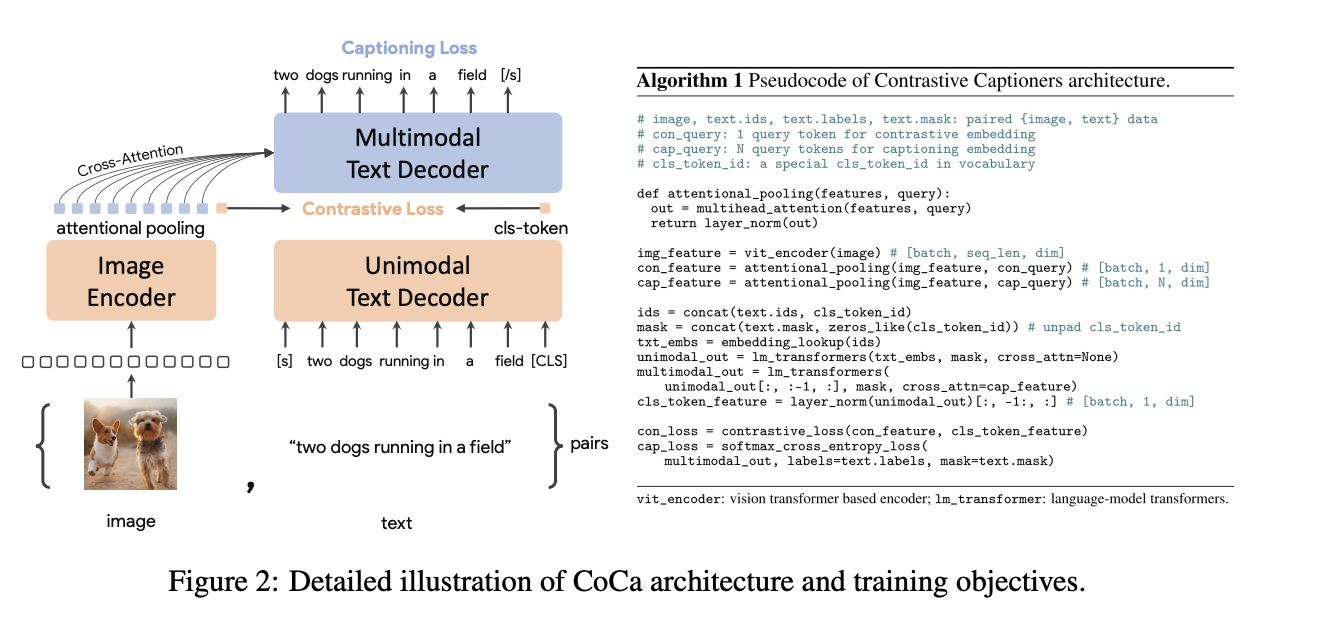 Captioning Loss
two dogs running in a field [/s]
Multimodal
Text Decoder
Cross-Attention
Contrastive Loss
attentional pooling
cls-token
Image
Encoder
Unimodal
Text Decoder
[s] two dogs running in a field [CLS]
“two dogs running in a field”
pairs
,
image
text
Algorithm 1 Pseudocode of Contrastive Captioners architecture.
# image, text.ids, text.labels, text.mask: paired {image, text} data
# con_query: 1 query token for contrastive embedding
# cap_query: N query tokens for captioning embedding
# cls_token_id: a special cls_token_id in vocabulary
def attentional_pooling(features, query):
out = multihead_attention(features, query)
return layer_norm(out)
img_feature = vit_encoder(image) # [batch, seq_len, dim]
con_feature = attentional_pooling(img_feature, con_query) # [batch, 1, dim]
cap_feature = attentional_pooling(img_feature, cap_query) # [batch, N, dim]
ids = concat(text.ids, cls_token_id)
mask = concat(text.mask, zeros_like(cls_token_id)) # unpad cls_token_id
txt_embs = embedding_lookup(ids)
unimodal_out = lm_transformers(txt_embs, mask, cross_attn=None)
multimodal_out = lm_transformers(
unimodal_out[:, :-1, :], mask, cross_attn=cap_feature)
cls_token_feature = layer_norm(unimodal_out)[:, -1:, :] # [batch, 1, dim]
con_loss = contrastive_loss(con_feature, cls_token_feature)
cap_loss = softmax_cross_entropy_loss(
multimodal_out, labels=text.labels, mask=text.mask)
vit_encoder: vision transformer based encoder; lm_transformer: language-model transformers.
Figure 2: Detailed illustration of CoCa architecture and training objectives.